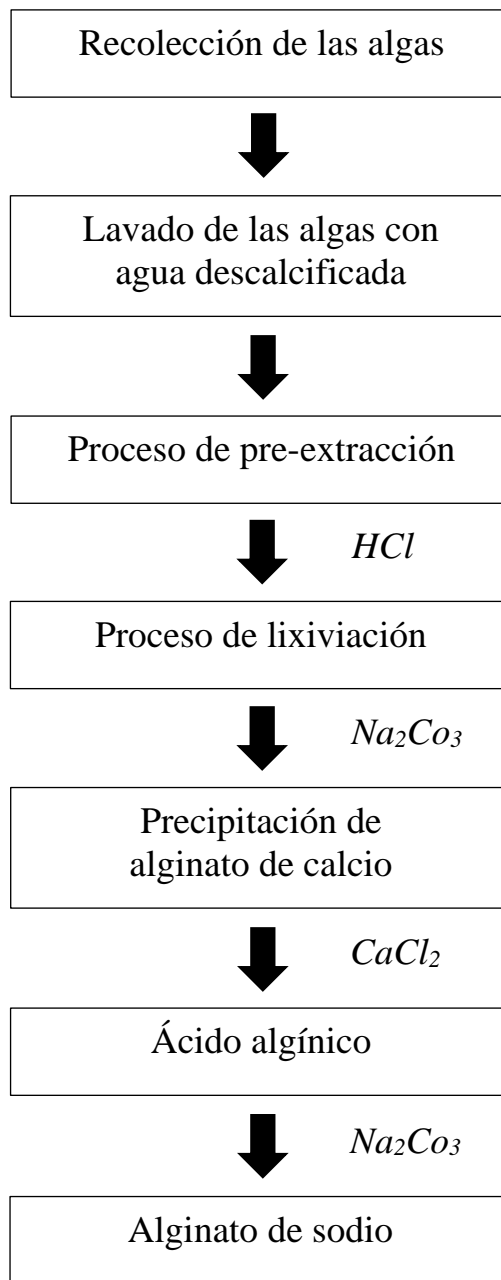 Recolección de las algas
Lavado de las algas con
agua descalcificada
Proceso de pre-extracción
HCl
Proceso de lixiviación
Na₂Co₃
Precipitación de
alginato de calcio
CaCl₂
Ácido algínico
Na₂Co₃
Alginato de sodio